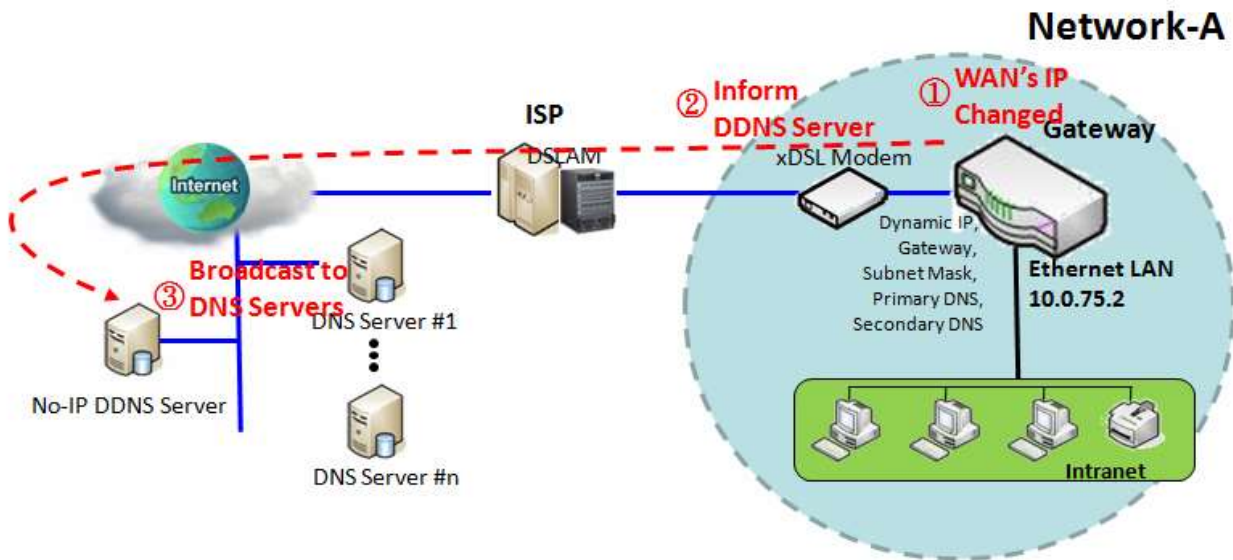 Network-A
① WAN's IP
Changed
② Inform
DDNS Server
ISP
DSLAM
Gateway
xDSL Modem
Internet
Dynamic IP,
Gateway,
Subnet Mask,
Primary DNS,
Secondary DNS
Ethernet LAN
10.0.75.2
③ Broadcast to
DNS Servers
DNS Server #1
No-IP DDNS Server
DNS Server #n
Intranet